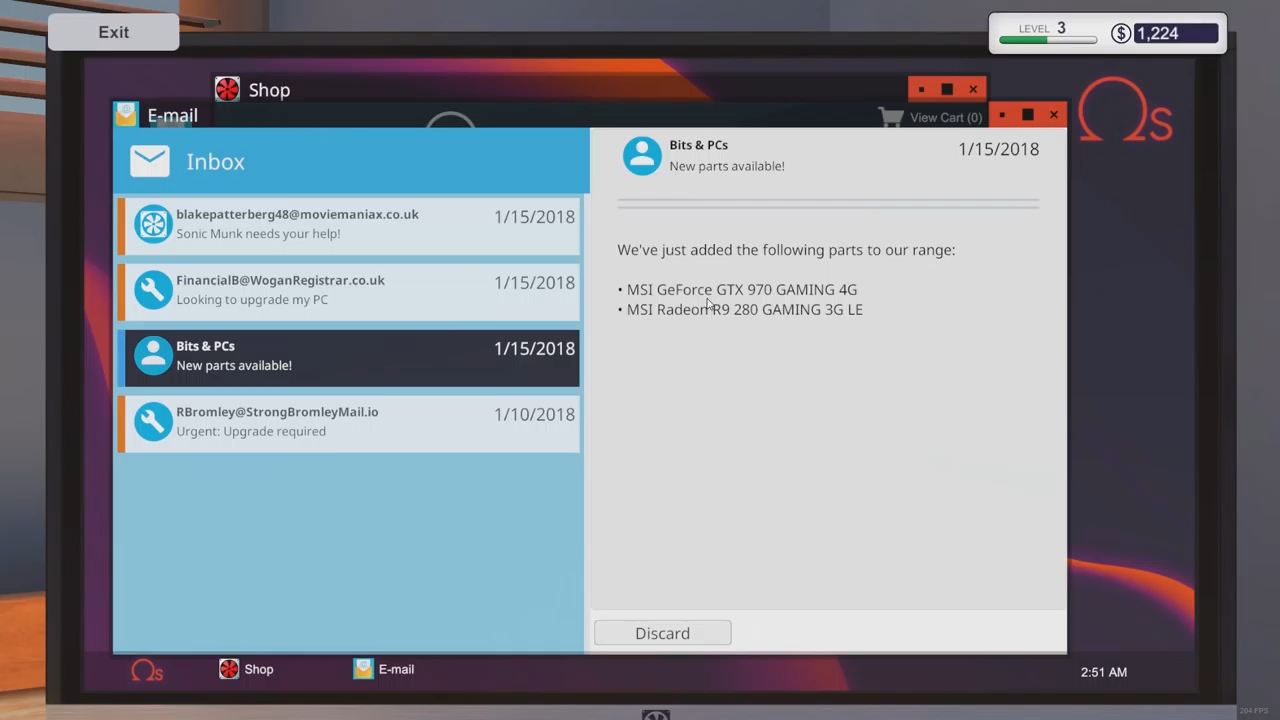 Exit
LEVEL 3
$ 1,224
Shop
E-mail
View Cart (0)
Ωs
Inbox
Bits & PCs
1/15/2018
New parts available!
blakepatterberg48@moviemaniax.co.uk
1/15/2018
Sonic Munk needs your help!
We've just added the following parts to our range:
FinancialB@WoganRegistrar.co.uk
1/15/2018
Looking to upgrade my PC
• MSI GeForce GTX 970 GAMING 4G
• MSI Radeon R9 280 GAMING 3G LE
Bits & PCs
1/15/2018
New parts available!
RBromley@StrongBromleyMail.io
1/10/2018
Urgent: Upgrade required
Discard
Ωs
Shop
E-mail
2:51 AM
204 FPS